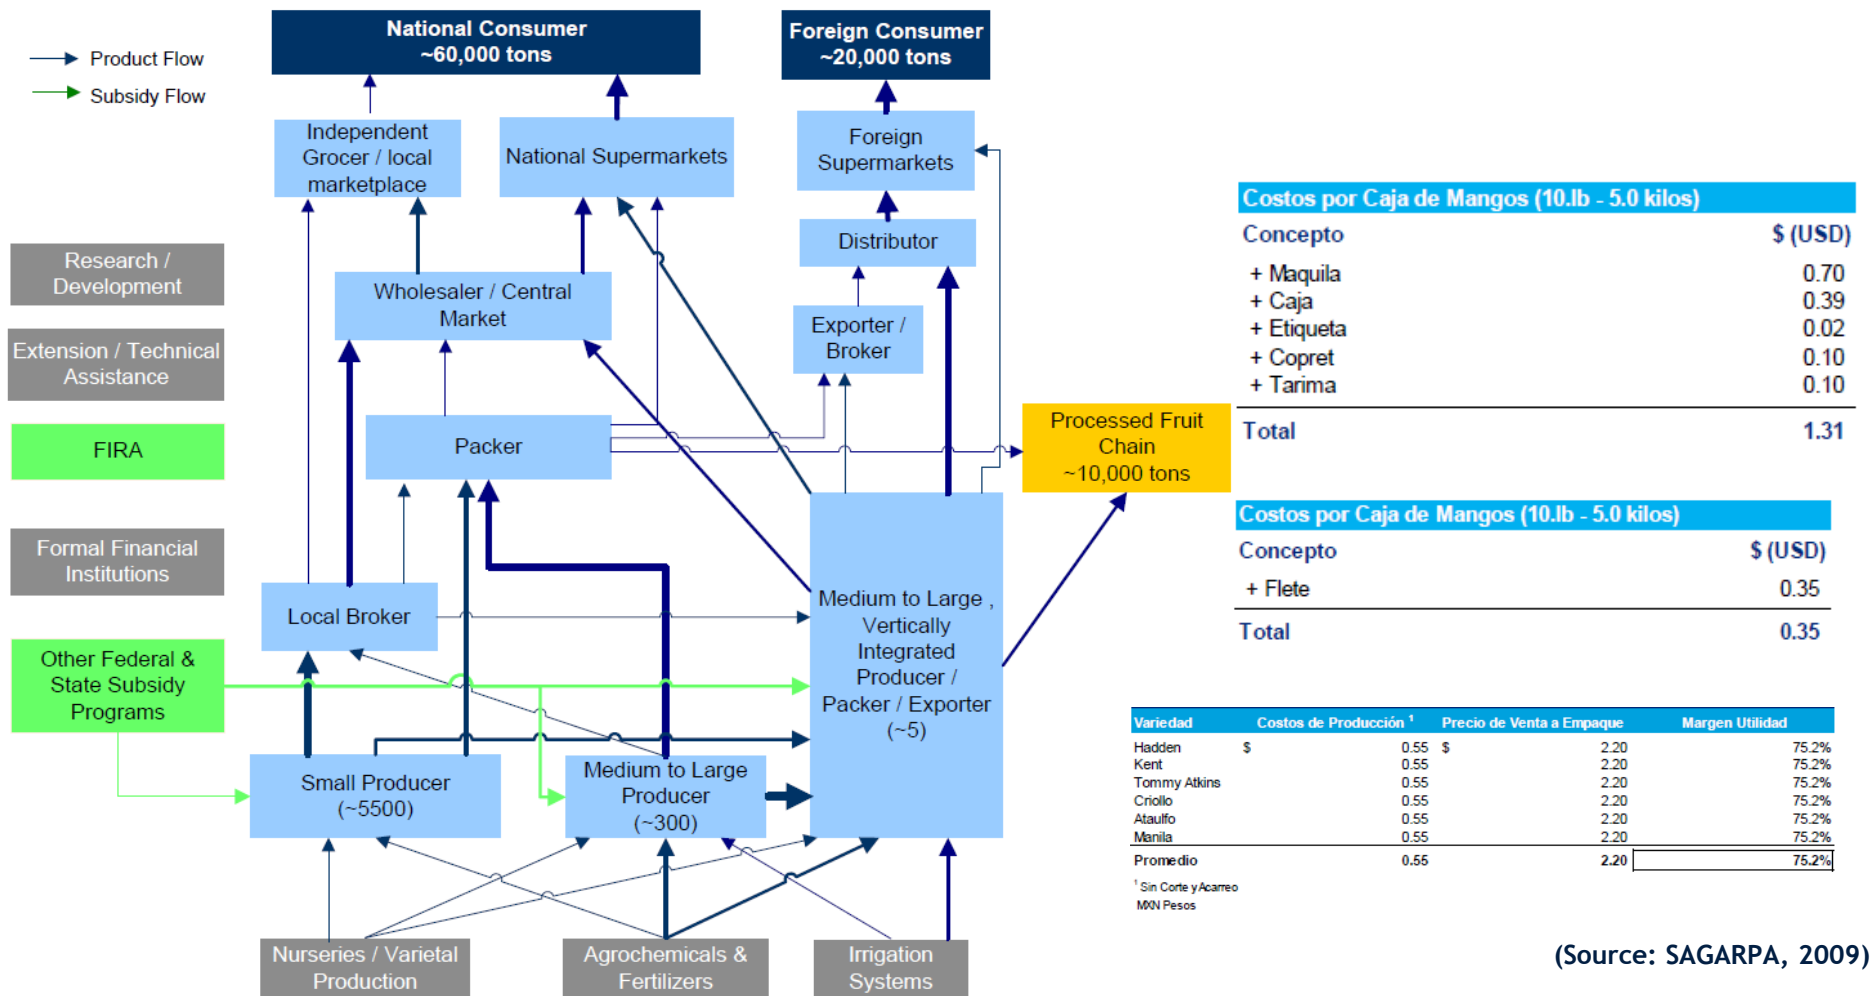 Product Flow
Subsidy Flow
National Consumer
~60,000 tons
Foreign Consumer
~20,000 tons
Independent
Grocer / local
marketplace
National Supermarkets
Foreign
Supermarkets
Distributor
Research /
Development
Wholesaler / Central
Market
Exporter /
Broker
Extension / Technical
Assistance
FIRA
Packer
Processed Fruit
Chain
~10,000 tons
Formal Financial
Institutions
Local Broker
Medium to Large ,
Vertically
Integrated
Producer /
Packer / Exporter
(~5)
Other Federal &
State Subsidy
Programs
Small Producer
(~5500)
Medium to Large
Producer
(~300)
Nurseries / Varietal
Production
Agrochemicals &
Fertilizers
Irrigation
Systems
Costos por Caja de Mangos (10.lb - 5.0 kilos)
Concepto $ (USD)
+ Maquila 0.70
+ Caja 0.39
+ Etiqueta 0.02
+ Copret 0.10
+ Tarima 0.10
Total 1.31
Costos por Caja de Mangos (10.lb - 5.0 kilos)
Concepto $ (USD)
+ Flete 0.35
Total 0.35
Variedad Costos de Producción ¹ Precio de Venta a Empaque Margen Utilidad
Hadden $ 0.55 $ 2.20 75.2%
Kent 0.55 2.20 75.2%
Tommy Atkins 0.55 2.20 75.2%
Criollo 0.55 2.20 75.2%
Ataulfo 0.55 2.20 75.2%
Manila 0.55 2.20 75.2%
Promedio 0.55 2.20 75.2%
¹ Sin Corte y Acarreo
MXN Pesos
(Source: SAGARPA, 2009)